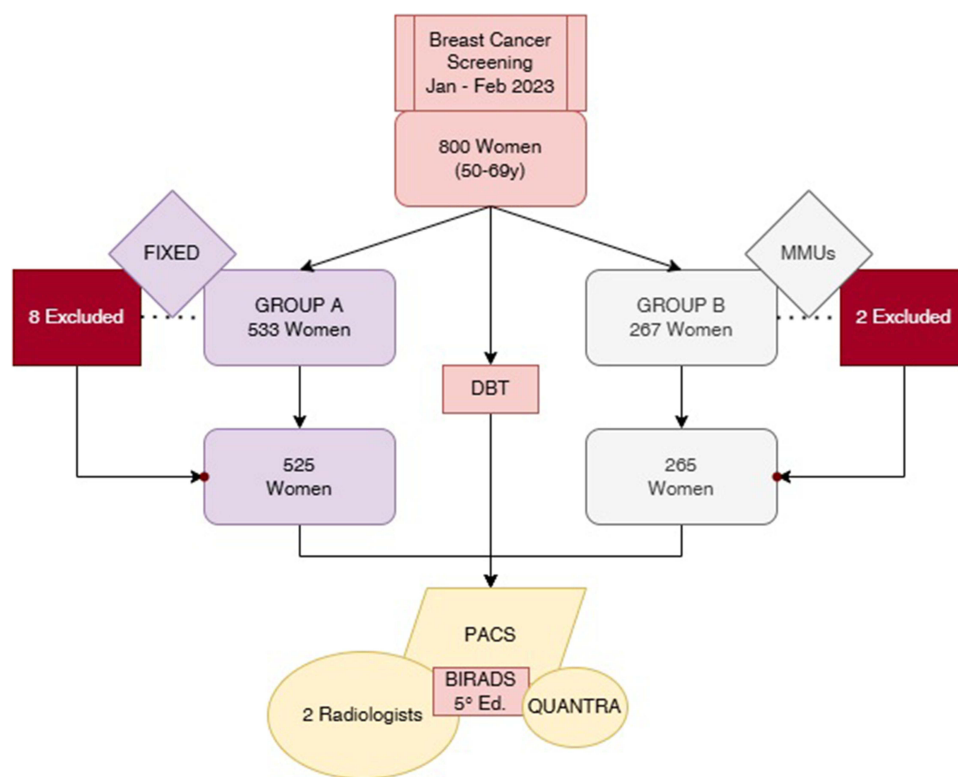 Breast Cancer
Screening
Jan - Feb 2023
800 Women
(50-69y)
FIXED
MMUs
8 Excluded
GROUP A
533 Women
GROUP B
267 Women
2 Excluded
DBT
525
Women
265
Women
PACS
BIRADS
5° Ed.
2 Radiologists
QUANTRA